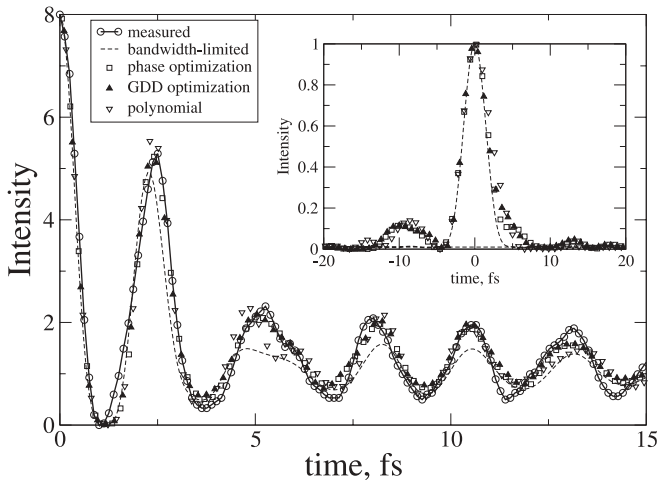 8
6
4
2
0
Intensity
0
5
10
15
time, fs
measured
bandwidth-limited
phase optimization
GDD optimization
polynomial
1
0.8
0.6
0.4
0.2
0
Intensity
-20
-10
0
10
20
time, fs